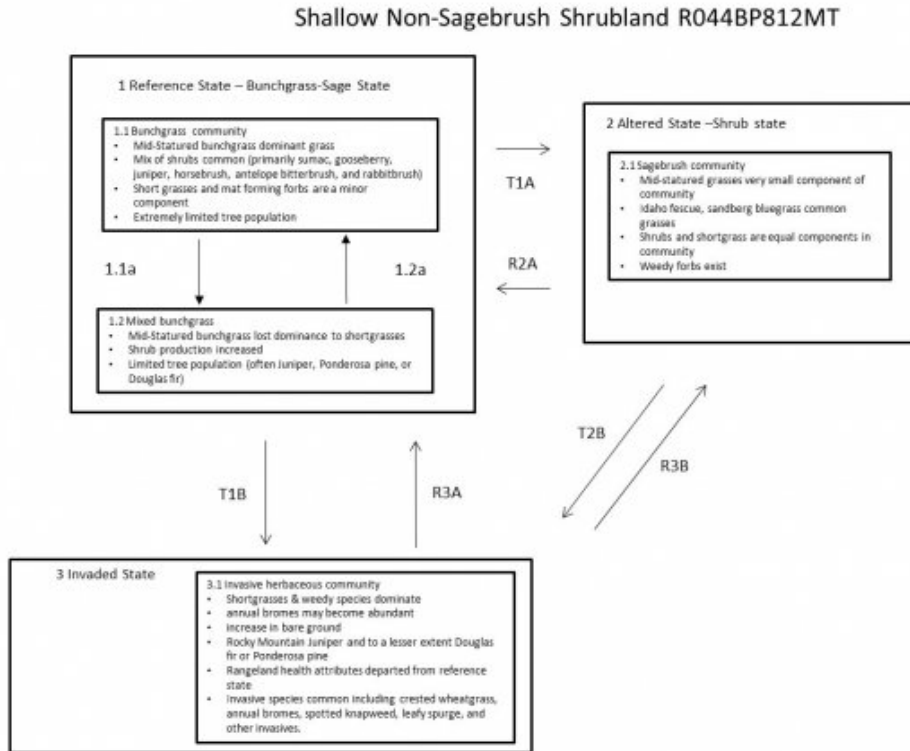 Shallow Non-Sagebrush Shrubland R044BP812MT
1 Reference State – Bunchgrass-Sage State
1.1 Bunchgrass community
• Mid-Statured bunchgrass dominant grass
• Mix of shrubs common (primarily sumac, gooseberry,
juniper, horsebrush, antelope bitterbrush, and rabbitbrush)
• Short grasses and mat forming forbs are a minor
component
• Extremely limited tree population
1.1a
1.2a
1.2 Mixed bunchgrass
• Mid-Statured bunchgrass lost dominance to shortgrasses
• Shrub production increased
• Limited tree population (often Juniper, Ponderosa pine, or
Douglas fir)
T1A
R2A
2 Altered State –Shrub state
2.1 Sagebrush community
• Mid-statured grasses very small component of
community
• Idaho fescue, sandberg bluegrass common
grasses
• Shrubs and shortgrass are equal components in
community
• Weedy forbs exist
T1B
R3A
T2B
R3B
3 Invaded State
3.1 Invasive herbaceous community
• Shortgrasses & weedy species dominate
• annual bromes may become abundant
• increase in bare ground
• Rocky Mountain Juniper and to a lesser extent Douglas
fir or Ponderosa pine
• Rangeland health attributes departed from reference
state
• Invasive species common including crested wheatgrass,
annual bromes, spotted knapweed, leafy spurge, and
other invasives.